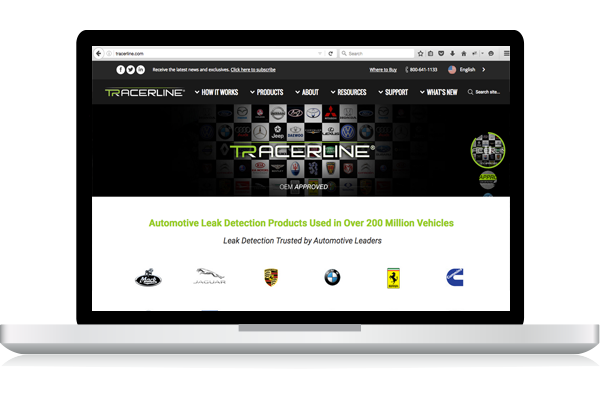 tracerline.com
Search
Receive the latest news and exclusives. Click here to subscribe
Where to Buy
800-641-1133
English
TRACERLINE®
HOW IT WORKS
PRODUCTS
ABOUT
RESOURCES
SUPPORT
WHAT'S NEW
Search site...
TRACERLINE®
OEM APPROVED
Automotive Leak Detection Products Used in Over 200 Million Vehicles
Leak Detection Trusted by Automotive Leaders
Mack
JAGUAR